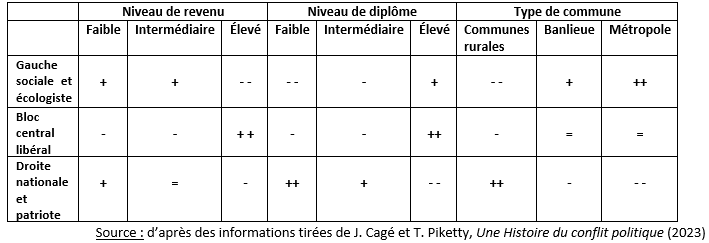 Niveau de revenu Niveau de diplôme Type de commune
Faible Intermédiaire Élevé Faible Intermédiaire Élevé Communes rurales Banlieue Métropole
Gauche sociale et écologiste + + - - - - - + - - + ++
Bloc central libéral - - + + - - ++ - = =
Droite nationale et patriote + = - ++ + - - ++ - - -
Source : d'après des informations tirées de J. Cagé et T. Piketty, Une Histoire du conflit politique (2023)